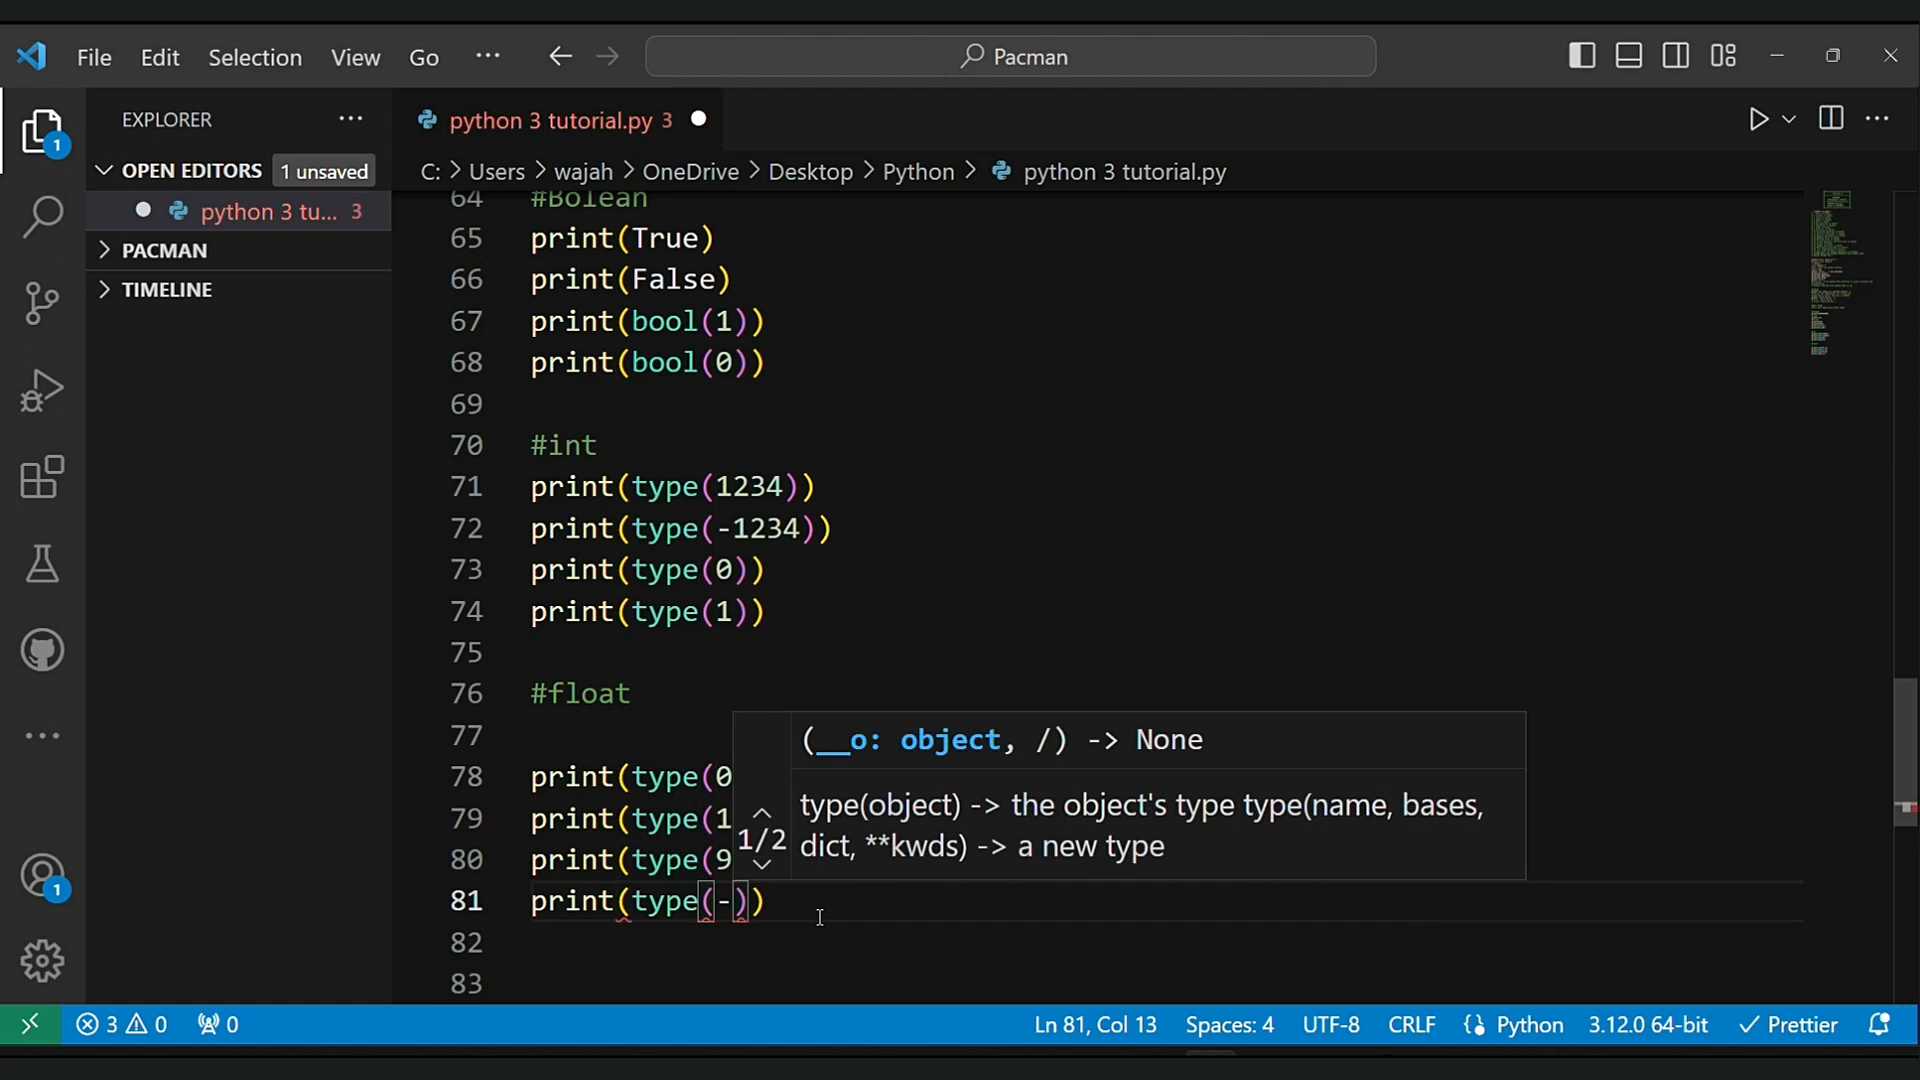 File Edit Selection View Go ··· Pacman
EXPLORER ···
python 3 tutorial.py 3
OPEN EDITORS 1 unsaved
C: > Users > wajah > OneDrive > Desktop > Python > python 3 tutorial.py
python 3 tu... 3
PACMAN
TIMELINE
1
64 #Bolean
65 print(True)
66 print(False)
67 print(bool(1))
68 print(bool(0))
69
70 #int
71 print(type(1234))
72 print(type(-1234))
73 print(type(0))
74 print(type(1))
75
76 #float
77
78 print(type(0
79 print(type(1
80 print(type(9
81 print(type(-))
82
83
(__o: object, /) -> None
1/2
type(object) -> the object's type type(name, bases,
dict, **kwds) -> a new type
1
3 0 0 Ln 81, Col 13 Spaces: 4 UTF-8 CRLF Python 3.12.0 64-bit Prettier